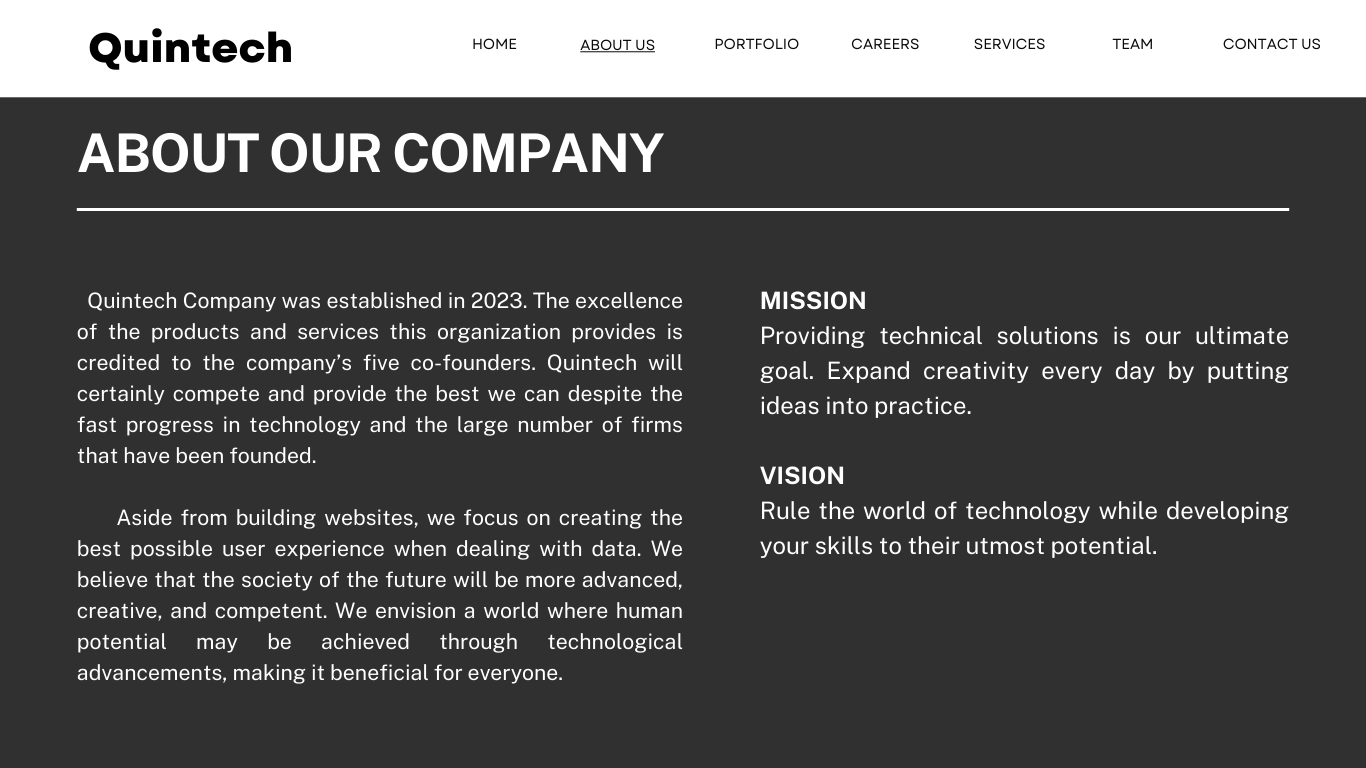 Quintech
HOME
ABOUT US
PORTFOLIO
CAREERS
SERVICES
TEAM
CONTACT US
ABOUT OUR COMPANY
Quintech Company was established in 2023. The excellence
of the products and services this organization provides is
credited to the company’s five co-founders. Quintech will
certainly compete and provide the best we can despite the
fast progress in technology and the large number of firms
that have been founded.
Aside from building websites, we focus on creating the
best possible user experience when dealing with data. We
believe that the society of the future will be more advanced,
creative, and competent. We envision a world where human
potential may be achieved through technological
advancements, making it beneficial for everyone.
MISSION
Providing technical solutions is our ultimate
goal. Expand creativity every day by putting
ideas into practice.
VISION
Rule the world of technology while developing
your skills to their utmost potential.